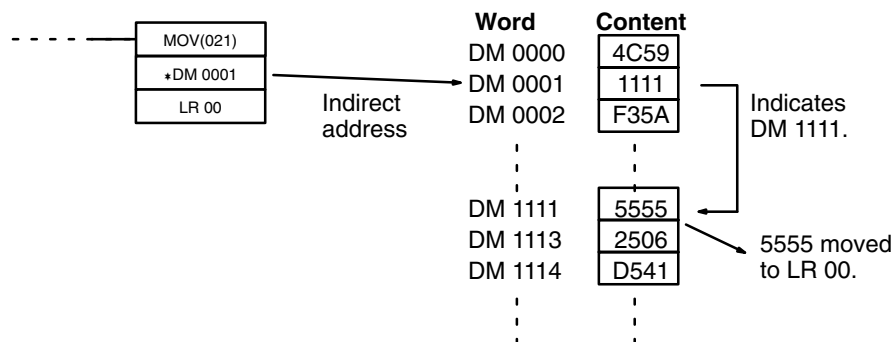 Word Content
MOV(021)
*DM 0001
LR 00
Indirect
address
DM 0000 4C59
DM 0001 1111
DM 0002 F35A
Indicates
DM 1111.
DM 1111 5555
DM 1113 2506
DM 1114 D541
5555 moved
to LR 00.